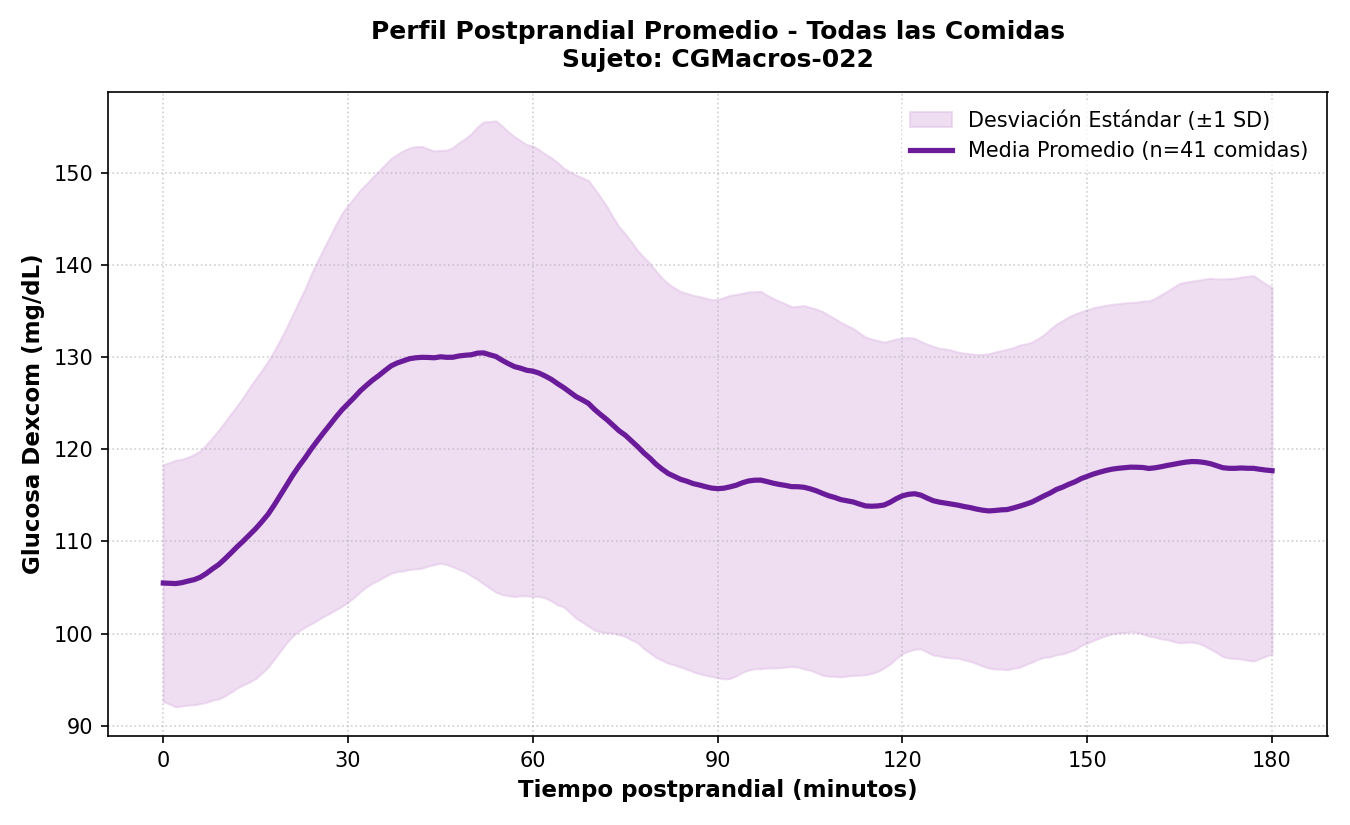 Perfil Postprandial Promedio - Todas las Comidas
Sujeto: CGMacros-022
Desviación Estándar (±1 SD)
Media Promedio (n=41 comidas)
Glucosa Dexcom (mg/dL)
150
140
130
120
110
100
90
0 30 60 90 120 150 180
Tiempo postprandial (minutos)